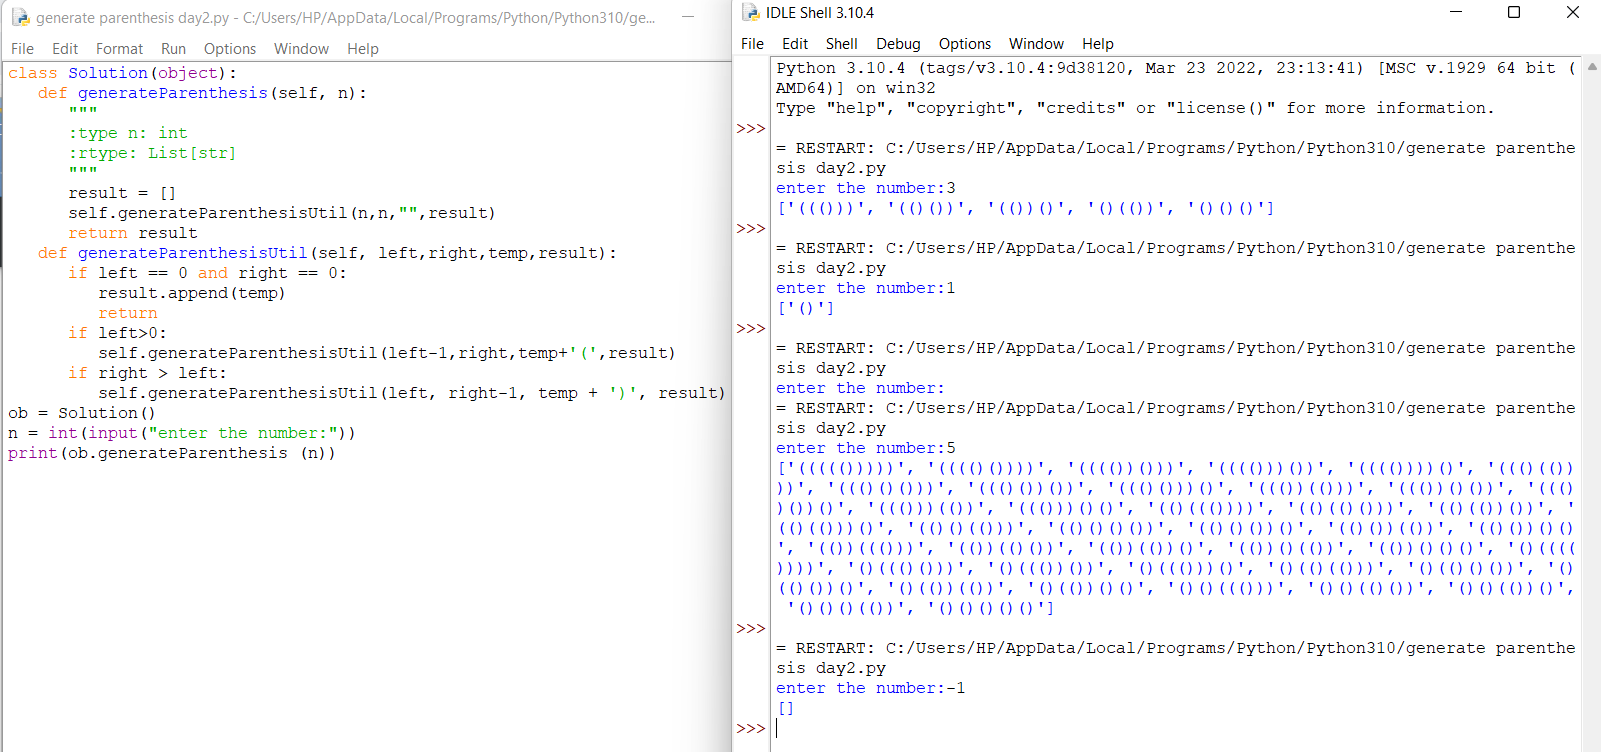 generate parenthesis day2.py - C:/Users/HP/AppData/Local/Programs/Python/Python310/ge...
File Edit Format Run Options Window Help
class Solution(object):
   def generateParenthesis(self, n):
      """
      :type n: int
      :rtype: List[str]
      """
      result = []
      self.generateParenthesisUtil(n,n,"",result)
      return result
   def generateParenthesisUtil(self, left,right,temp,result):
      if left == 0 and right == 0:
         result.append(temp)
         return
      if left>0:
         self.generateParenthesisUtil(left-1,right,temp+'(',result)
      if right > left:
         self.generateParenthesisUtil(left, right-1, temp + ')', result)
ob = Solution()
n = int(input("enter the number:"))
print(ob.generateParenthesis (n))
IDLE Shell 3.10.4
File Edit Shell Debug Options Window Help
Python 3.10.4 (tags/v3.10.4:9d38120, Mar 23 2022, 23:13:41) [MSC v.1929 64 bit (
AMD64)] on win32
Type "help", "copyright", "credits" or "license()" for more information.
>>>
= RESTART: C:/Users/HP/AppData/Local/Programs/Python/Python310/generate parenthe
sis day2.py
enter the number:3
['((()))', '(()())', '(())()', '()(())', '()()()']
>>>
= RESTART: C:/Users/HP/AppData/Local/Programs/Python/Python310/generate parenthe
sis day2.py
enter the number:1
['()']
>>>
= RESTART: C:/Users/HP/AppData/Local/Programs/Python/Python310/generate parenthe
sis day2.py
enter the number:
= RESTART: C:/Users/HP/AppData/Local/Programs/Python/Python310/generate parenthe
sis day2.py
enter the number:5
['((((()))))', '(((()())))', '(((())()))', '(((()))())', '(((())))()', '((()(())
))', '((()()()))', '((()())())', '((()()))()', '((())(()))', '((())()())', '((()
)())()', '((()))(())', '((()))()()', '(()((())))', '(()(()()))', '(()(())())', '
(()(()))()', '(()()(()))', '(()()()())', '(()()())()', '(()())(())', '(()())()()
', '(())((()))', '(())(()())', '(())(())()', '(())()(())', '(())()()()', '()((((
))))', '()((()()))', '()((())())', '()((()))()', '()(()(()))', '()(()()())', '()
(()())()', '()(())(())', '()(())()()', '()()((()))', '()()(()())', '()()(())()',
 '()()()(())', '()()()()()']
>>>
= RESTART: C:/Users/HP/AppData/Local/Programs/Python/Python310/generate parenthe
sis day2.py
enter the number:-1
[]
>>>